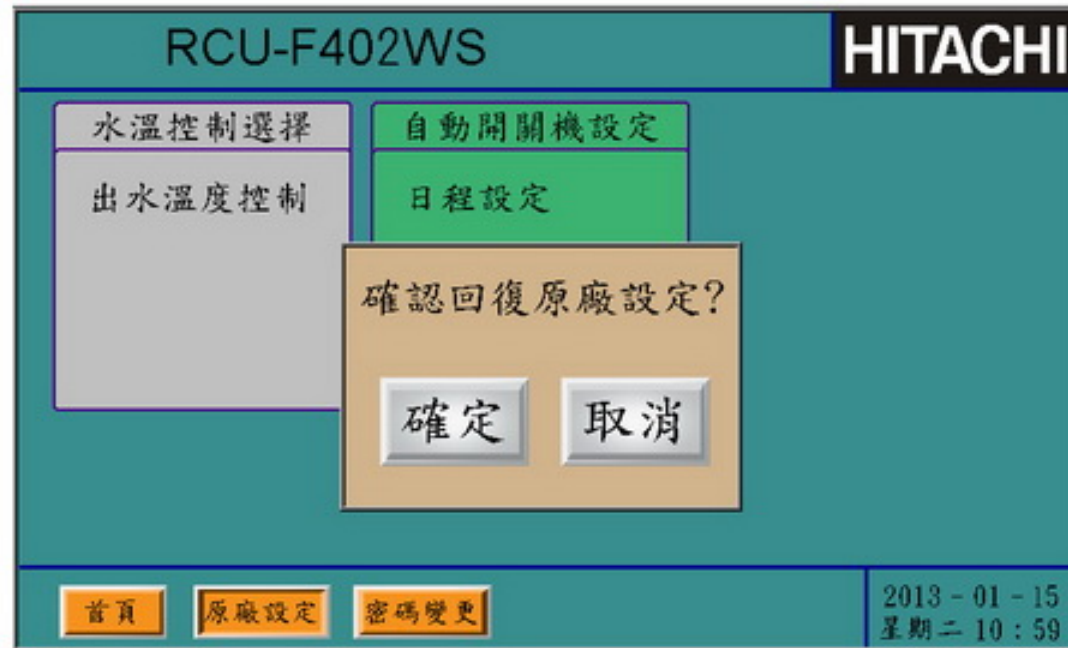 RCU-F402WS
HITACHI
水溫控制選擇
自動開關機設定
出水溫度控制
日程設定
確認回復原廠設定?
確定
取消
首頁
原廠設定
密碼變更
2013 - 01 - 15
星期二 10 : 59